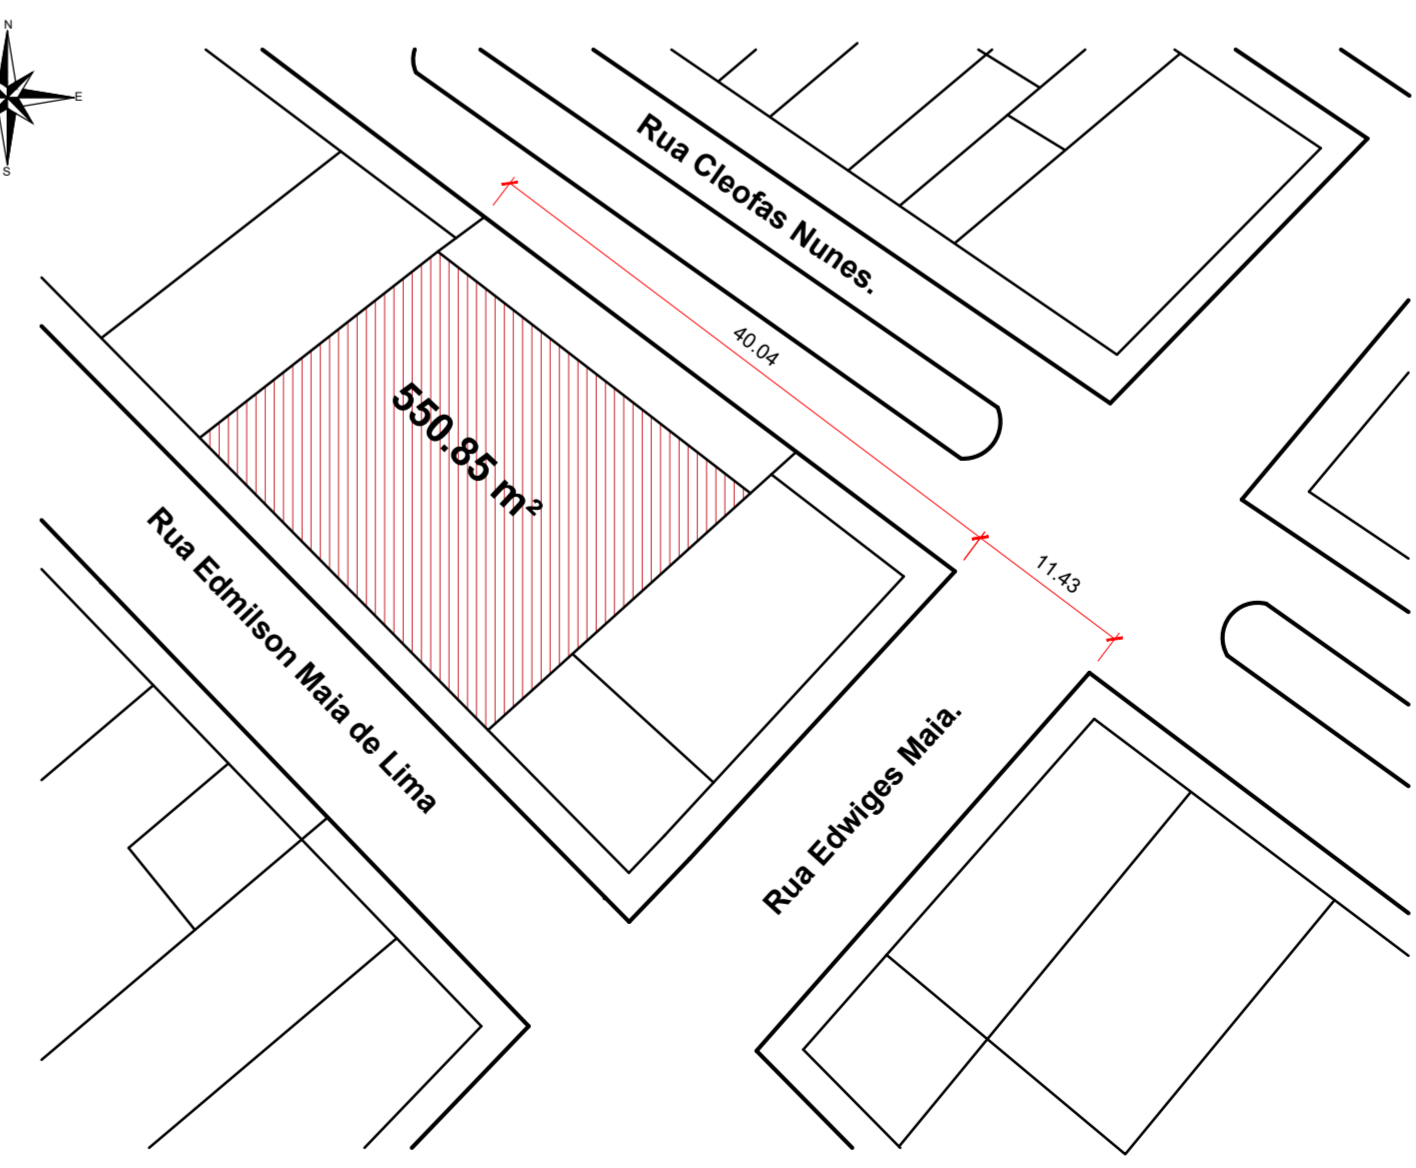 N
E
S
Rua Cleofas Nunes.
40.04
550.85 m²
11.43
Rua Edmilson Maia de Lima
Rua Edwiges Maia.